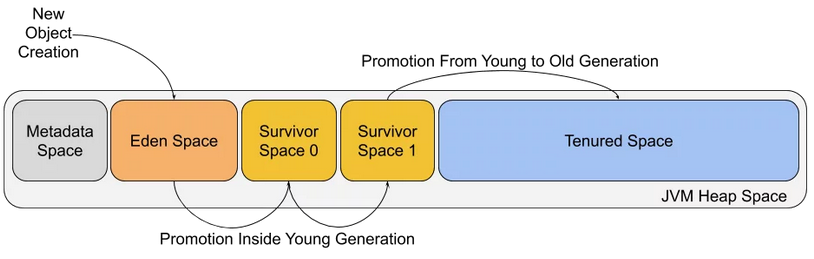 New
Object
Creation
Promotion From Young to Old Generation
Metadata
Space
Eden Space
Survivor
Space 0
Survivor
Space 1
Tenured Space
JVM Heap Space
Promotion Inside Young Generation